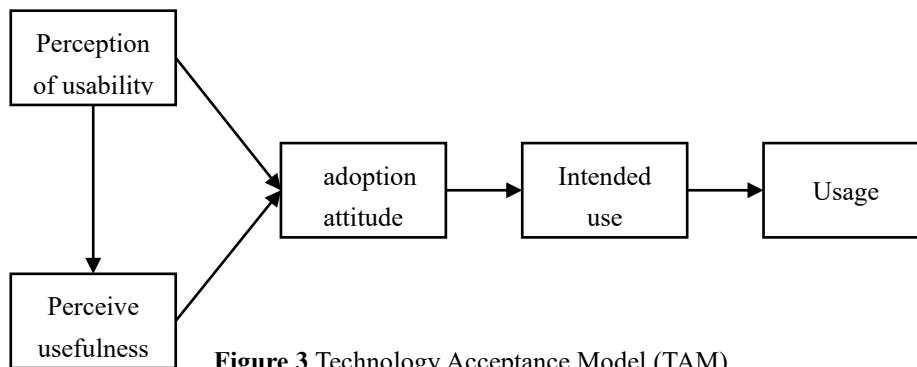 Perception
of usability
adoption
attitude
Intended
use
Usage
Perceive
usefulness
Figure 3 Technology Acceptance Model (TAM)